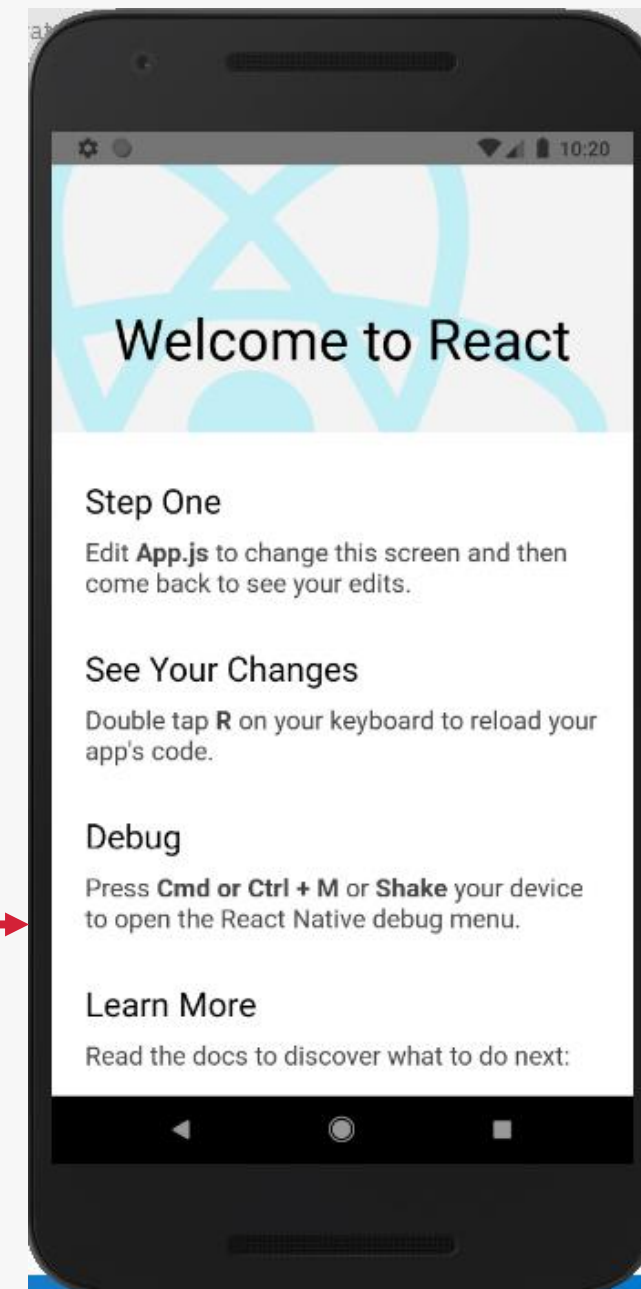 10:20
Welcome to React
Step One
Edit App.js to change this screen and then
come back to see your edits.
See Your Changes
Double tap R on your keyboard to reload your
app's code.
Debug
Press Cmd or Ctrl + M or Shake your device
to open the React Native debug menu.
Learn More
Read the docs to discover what to do next: